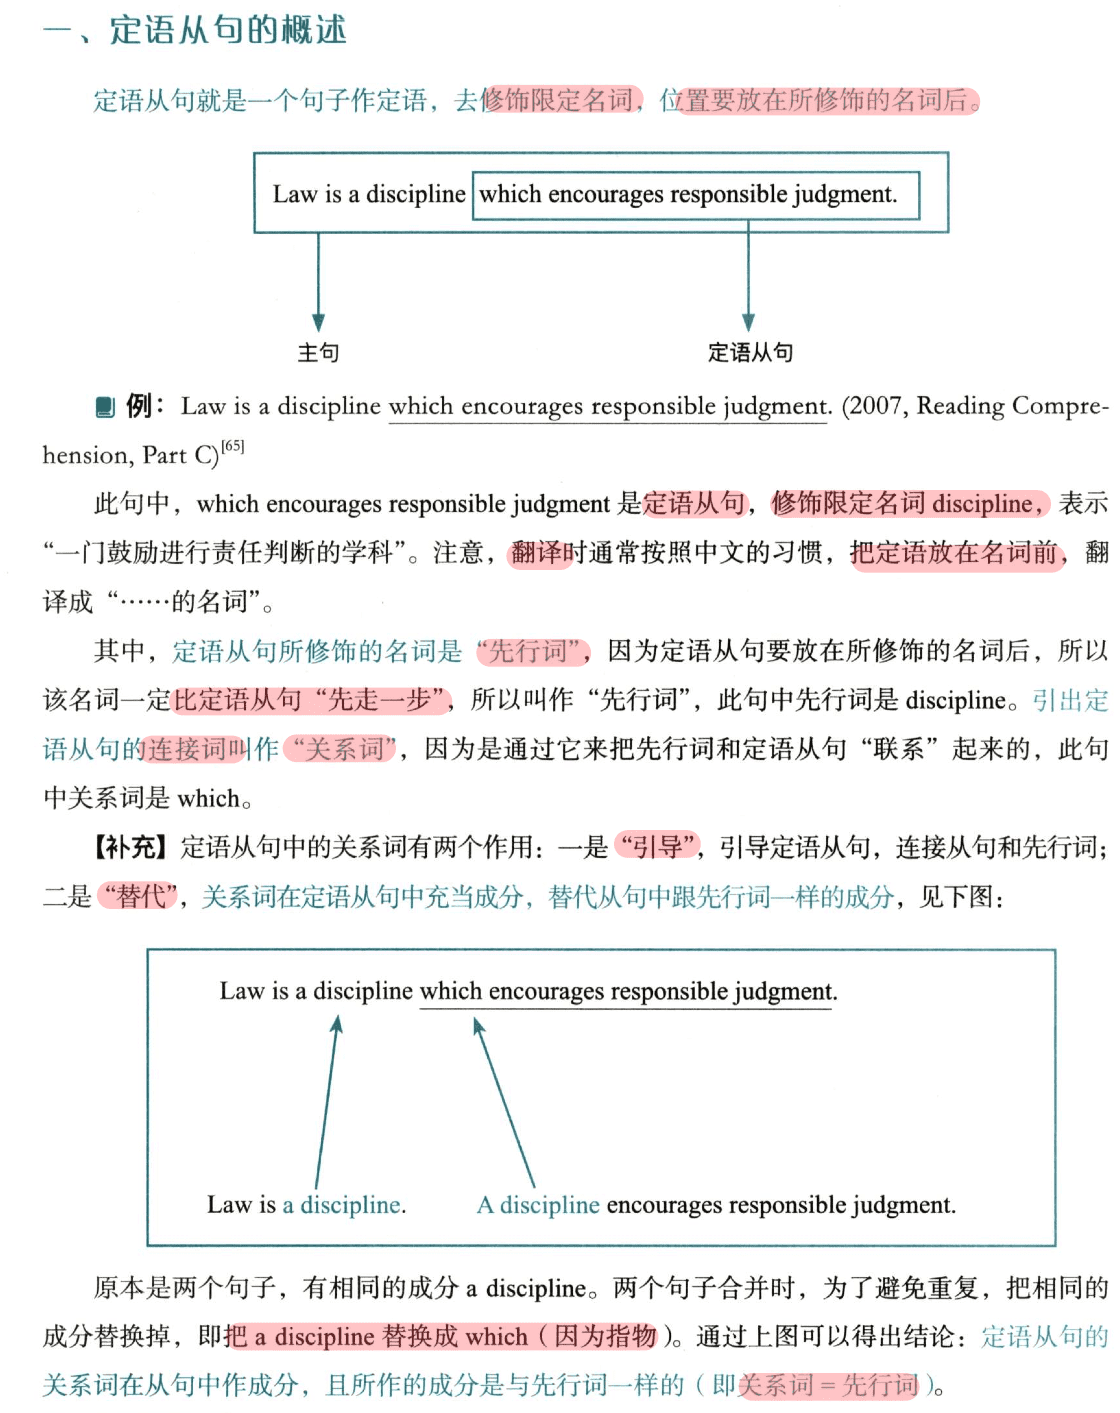 一、定语从句的概述
定语从句就是一个句子作定语，去修饰限定名词，位置要放在所修饰的名词后。
Law is a discipline which encourages responsible judgment.
主句 定语从句
例：Law is a discipline which encourages responsible judgment. (2007, Reading Compre-
hension, Part C)[65]
此句中，which encourages responsible judgment 是定语从句，修饰限定名词 discipline，表示
“一门鼓励进行责任判断的学科”。注意，翻译时通常按照中文的习惯，把定语放在名词前，翻
译成“……的名词”。
其中，定语从句所修饰的名词是“先行词”，因为定语从句要放在所修饰的名词后，所以
该名词一定比定语从句“先走一步”，所以叫作“先行词”，此句中先行词是 discipline。引出定
语从句的连接词叫作“关系词”，因为是通过它来把先行词和定语从句“联系”起来的，此句
中关系词是 which。
【补充】定语从句中的关系词有两个作用：一是“引导”，引导定语从句，连接从句和先行词；
二是“替代”，关系词在定语从句中充当成分，替代从句中跟先行词一样的成分，见下图：
Law is a discipline which encourages responsible judgment.
Law is a discipline. A discipline encourages responsible judgment.
原本是两个句子，有相同的成分 a discipline。两个句子合并时，为了避免重复，把相同的
成分替换掉，即把 a discipline 替换成 which（因为指物）。通过上图可以得出结论：定语从句的
关系词在从句中作成分，且所作的成分是与先行词一样的（即关系词 = 先行词）。